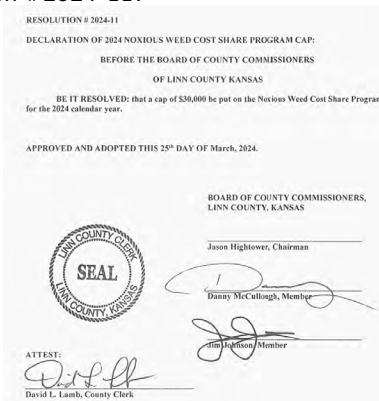 RESOLUTION # 2024-11
DECLARATION OF 2024 NOXIOUS WEED COST SHARE PROGRAM CAP:
BEFORE THE BOARD OF COUNTY COMMISSIONERS
OF LINN COUNTY KANSAS
BE IT RESOLVED: that a cap of $30,000 be put on the Noxious Weed Cost Share Program
for the 2024 calendar year.
APPROVED AND ADOPTED THIS 25th DAY OF March, 2024.
BOARD OF COUNTY COMMISSIONERS,
LINN COUNTY, KANSAS
Jason Hightower, Chairman
LINN COUNTY CLERK
SEAL
LINN COUNTY, KANSAS
Danny McCullough, Member
Jim Johnson, Member
ATTEST:
David L. Lamb, County Clerk